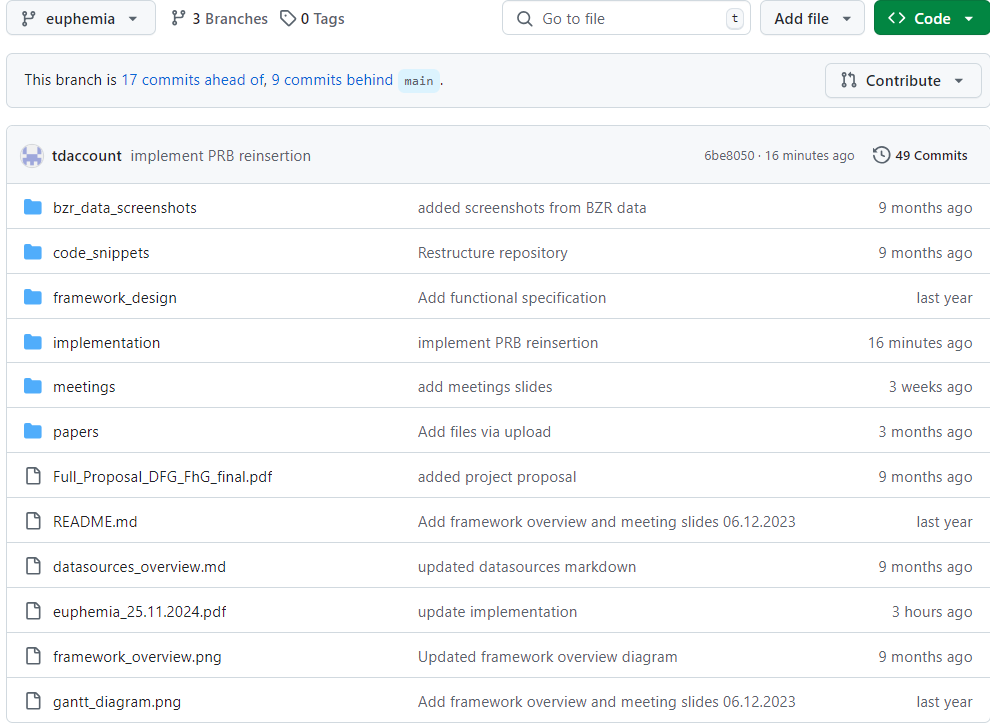 euphemia 3 Branches 0 Tags Go to file t Add file Code
This branch is 17 commits ahead of, 9 commits behind main. Contribute
tdaccount implement PRB reinsertion 6be8050 · 16 minutes ago 49 Commits
bzr_data_screenshots added screenshots from BZR data 9 months ago
code_snippets Restructure repository 9 months ago
framework_design Add functional specification last year
implementation implement PRB reinsertion 16 minutes ago
meetings add meetings slides 3 weeks ago
papers Add files via upload 3 months ago
Full_Proposal_DFG_FhG_final.pdf added project proposal 9 months ago
README.md Add framework overview and meeting slides 06.12.2023 last year
datasources_overview.md updated datasources markdown 9 months ago
euphemia_25.11.2024.pdf update implementation 3 hours ago
framework_overview.png Updated framework overview diagram 9 months ago
gantt_diagram.png Add framework overview and meeting slides 06.12.2023 last year